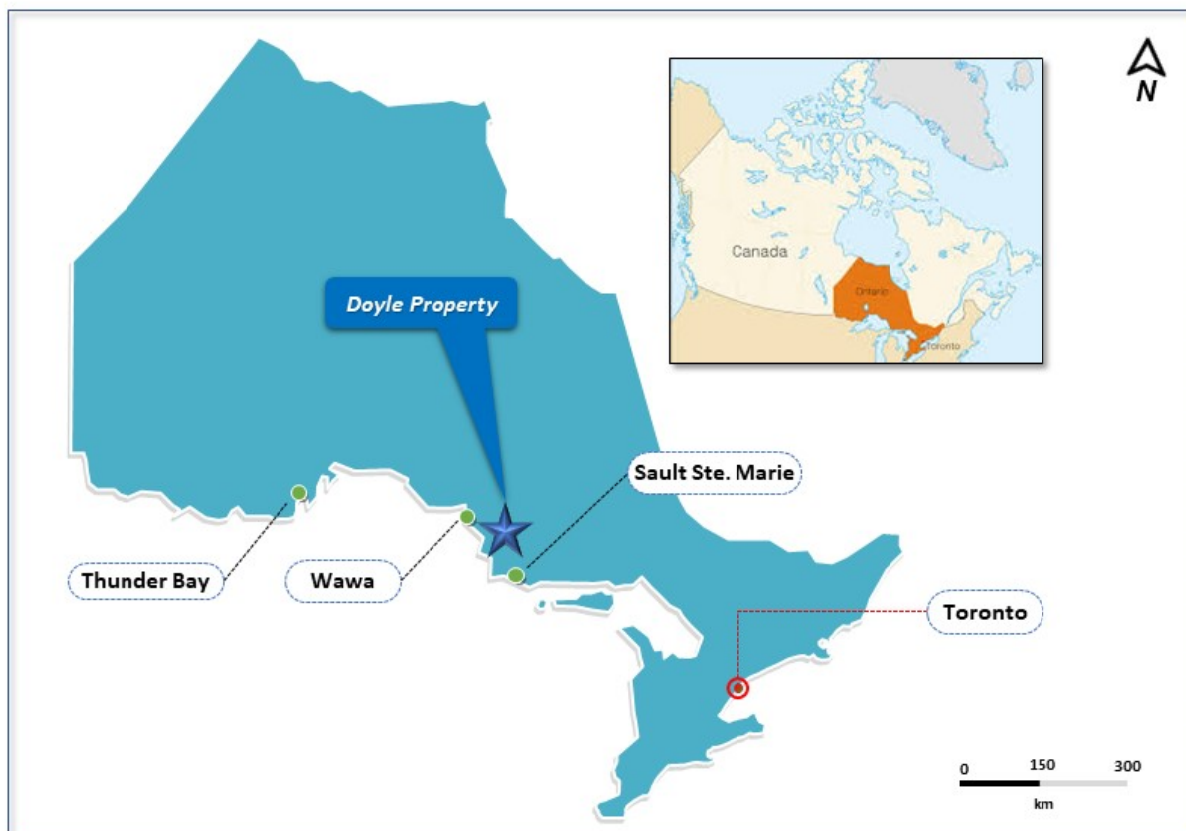 N
Canada
Ontario
Toronto
Doyle Property
Sault Ste. Marie
Thunder Bay
Wawa
Toronto
0 150 300
km